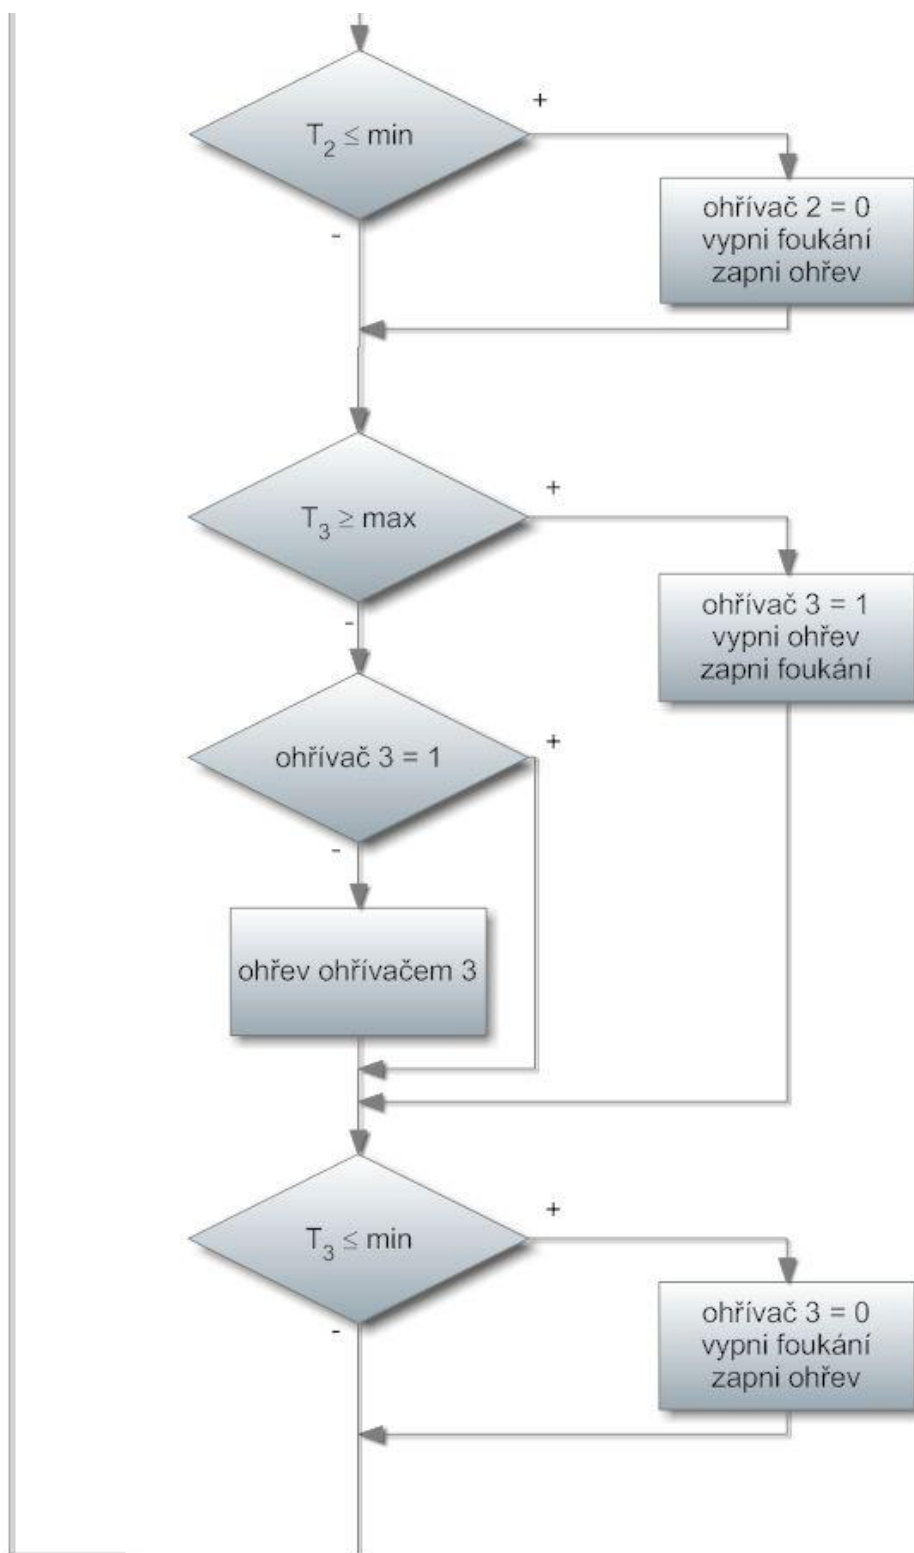 T2 ≤ min
+
ohřívač 2 = 0
vypni foukání
zapni ohřev
-
T3 ≥ max
+
ohřívač 3 = 1
vypni ohřev
zapni foukání
-
ohřívač 3 = 1
+
-
ohřev ohřívačem 3
T3 ≤ min
+
ohřívač 3 = 0
vypni foukání
zapni ohřev
-